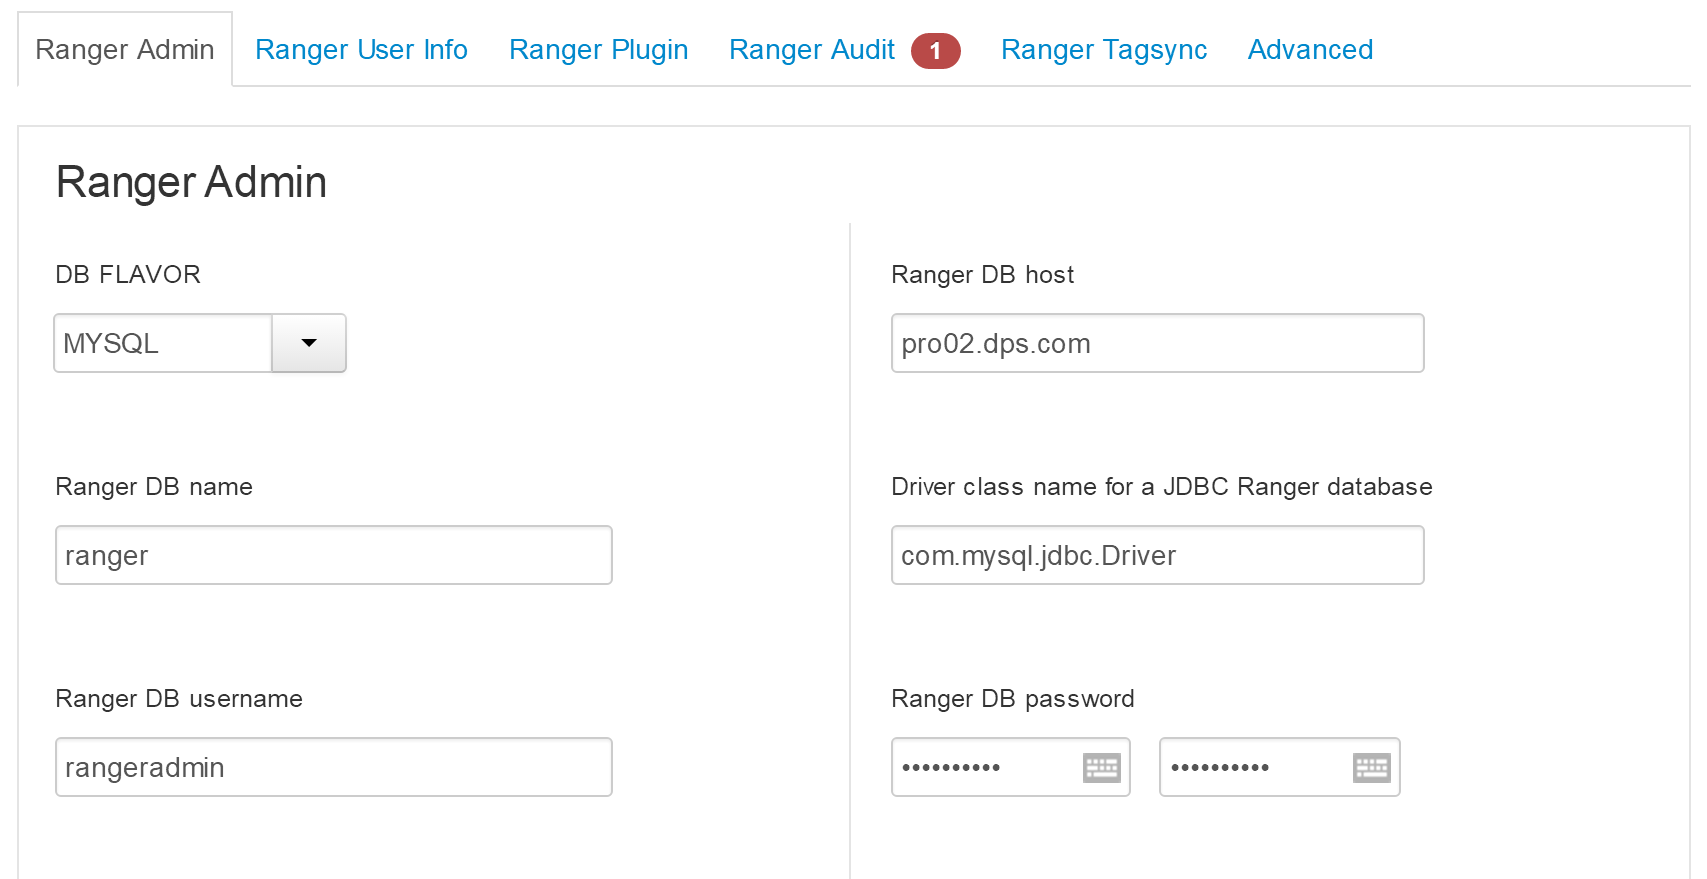 Ranger Admin Ranger User Info Ranger Plugin Ranger Audit 1 Ranger Tagsync Advanced
Ranger Admin
DB FLAVOR
MYSQL
Ranger DB host
pro02.dps.com
Ranger DB name
ranger
Driver class name for a JDBC Ranger database
com.mysql.jdbc.Driver
Ranger DB username
rangeradmin
Ranger DB password
•••••••••• ••••••••••